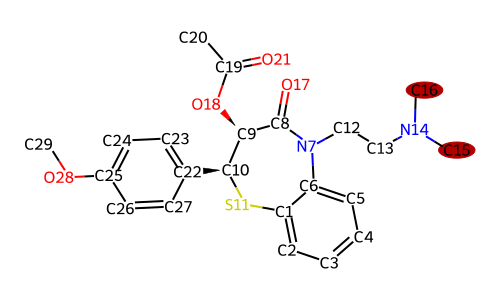 C20
C19 O21
O18 O17 C16
C29 C24 C23 C9 C8 C12 N14
N7 C13 C15
O28 C25 C22 C10 C6 C5
C26 C27 S11 C1
C2 C4
C3